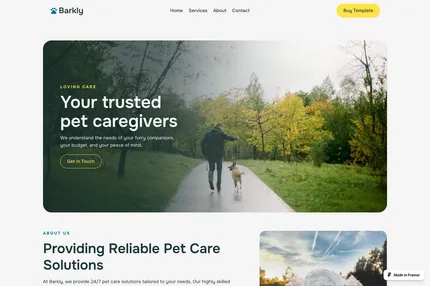 Barkly
Home Services About Contact
Buy Template
LOVING CARE
Your trusted
pet caregivers
We understand the needs of your furry companions,
your budget, and your peace of mind.
Get in Touch
ABOUT US
Providing Reliable Pet Care
Solutions
At Barkly, we provide 24/7 pet care solutions tailored to your needs. Our highly skilled
Made in Framer